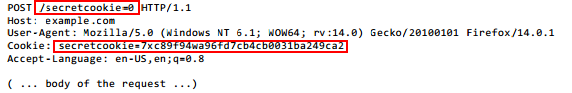 POST /secretcookie=0 HTTP/1.1
Host: example.com
User-Agent: Mozilla/5.0 (Windows NT 6.1; WOW64; rv:14.0) Gecko/20100101 Firefox/14.0.1
Cookie: secretcookie=7xc89f94wa96fd7cb4cb0031ba249ca2
Accept-Language: en-US,en;q=0.8
( ... body of the request ...)